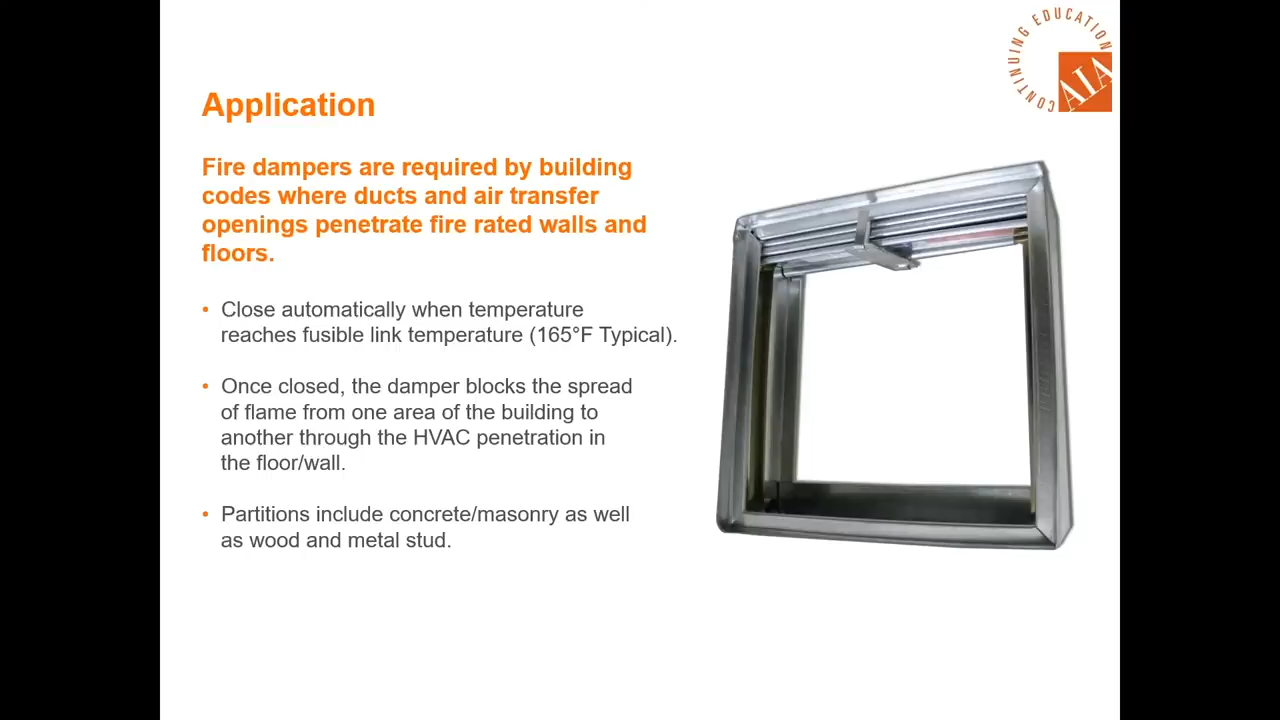 CONTINUING EDUCATION
AIA
Application
Fire dampers are required by building
codes where ducts and air transfer
openings penetrate fire rated walls and
floors.
• Close automatically when temperature
reaches fusible link temperature (165°F Typical).
• Once closed, the damper blocks the spread
of flame from one area of the building to
another through the HVAC penetration in
the floor/wall.
• Partitions include concrete/masonry as well
as wood and metal stud.